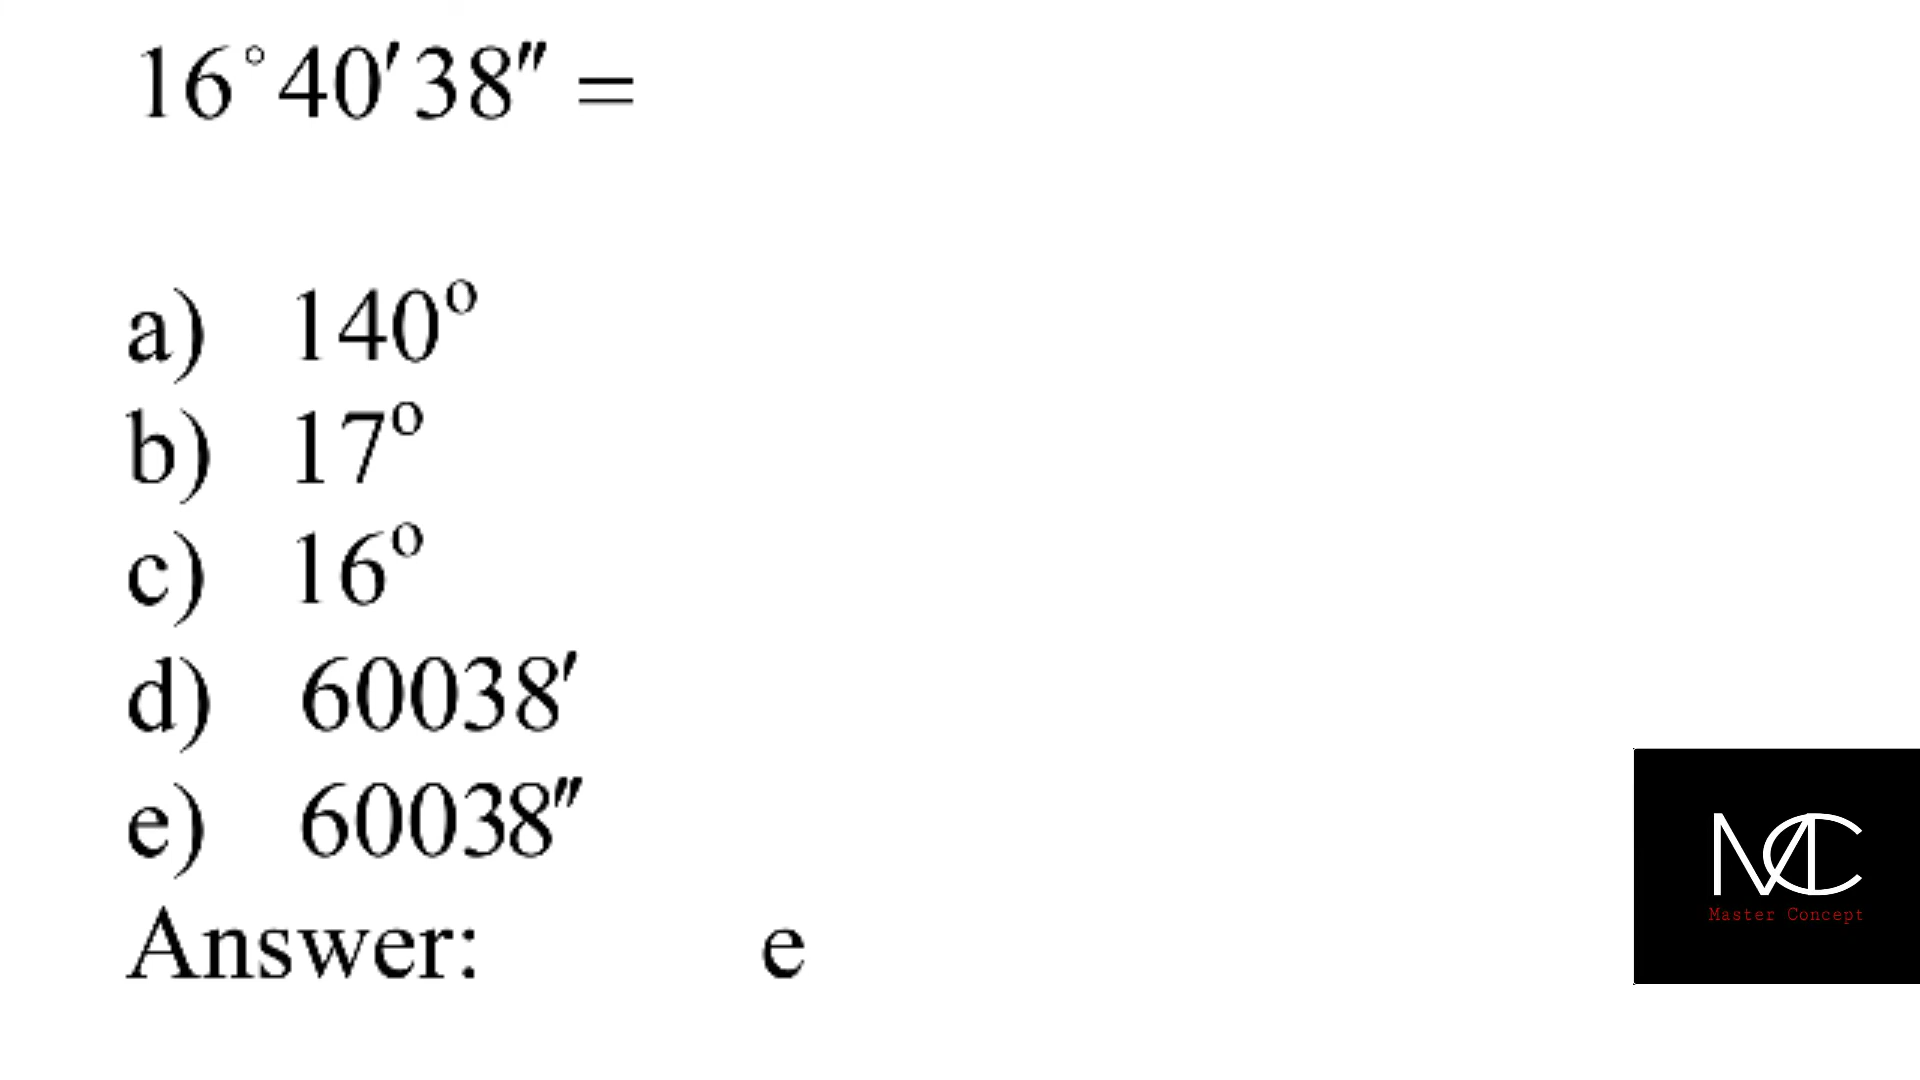 16°40′38″ =
a) 140°
b) 17°
c) 16°
d) 60038′
e) 60038″
Answer: e
MC
Master Concept